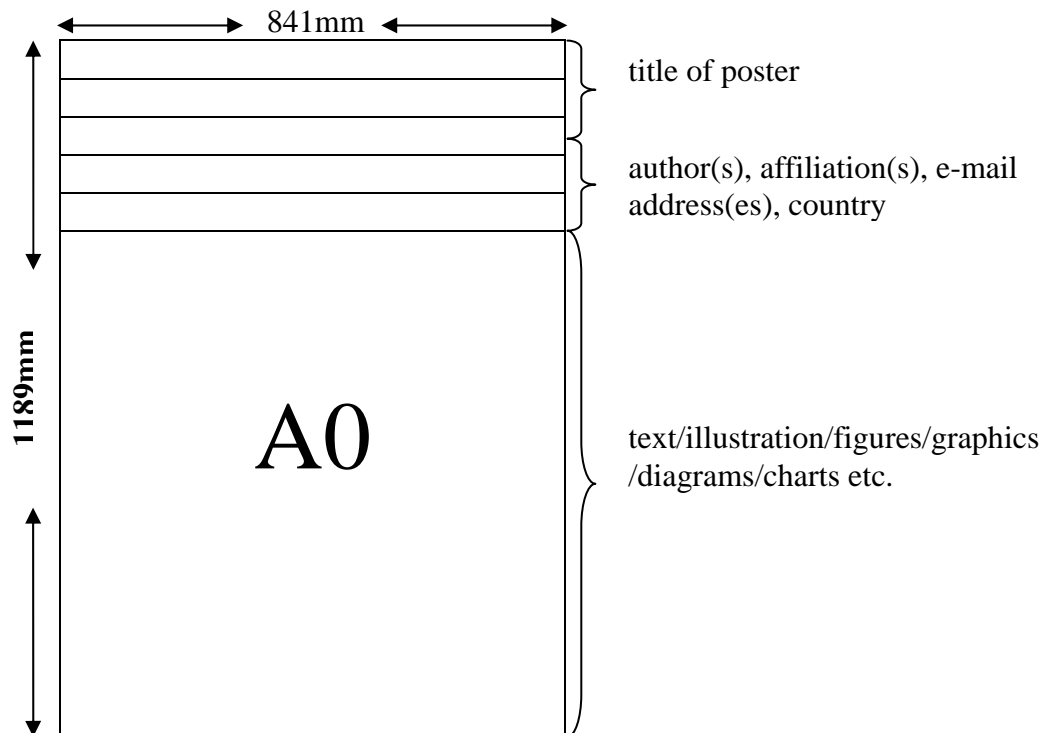 841mm
title of poster
author(s), affiliation(s), e-mail
address(es), country
1189mm
A0
text/illustration/figures/graphics
/diagrams/charts etc.